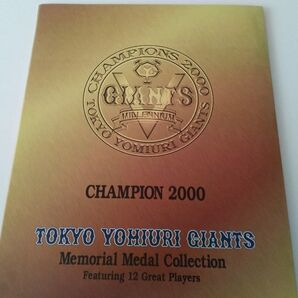 CHAMPIONS 2000
GIANTS
MILLENNIUM
TOKYO YOMIURI GIANTS
CHAMPION 2000
TOKYO YOMIURI GIANTS
Memorial Medal Collection
Featuring 12 Great Players